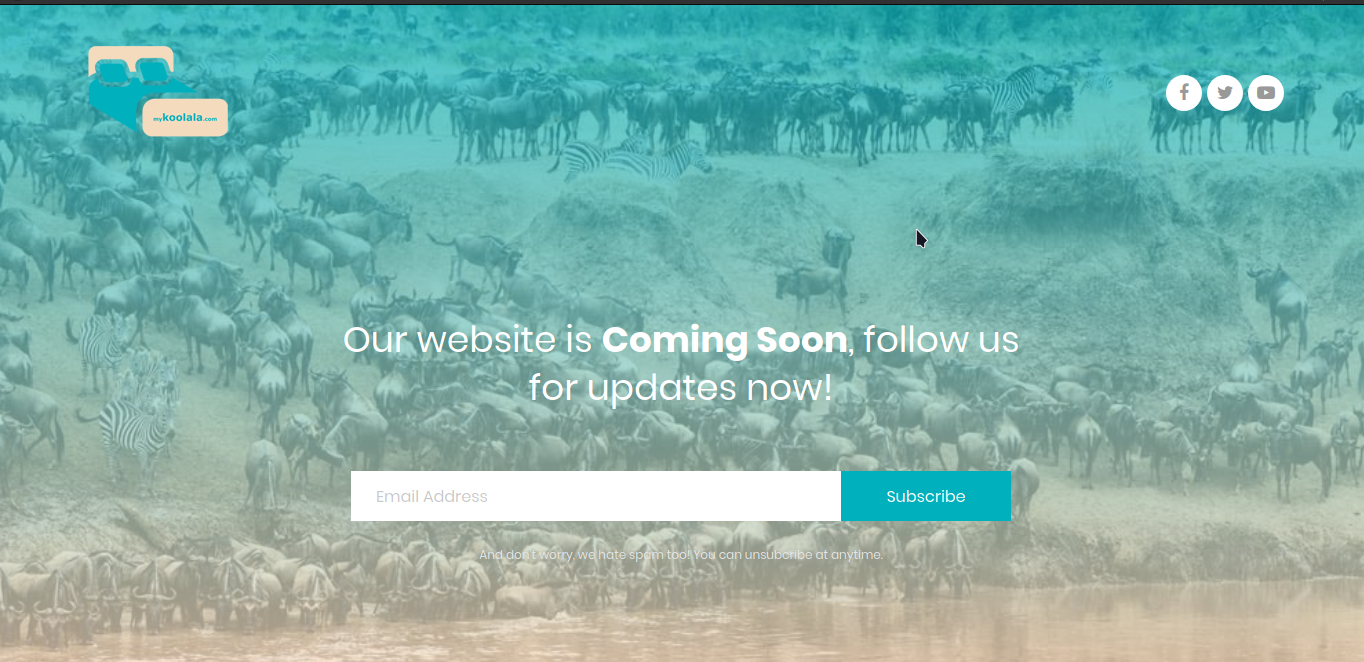 mykoolala.com
Our website is Coming Soon, follow us
for updates now!
Email Address
Subscribe
And don't worry, we hate spam too! You can unsubcribe at anytime.